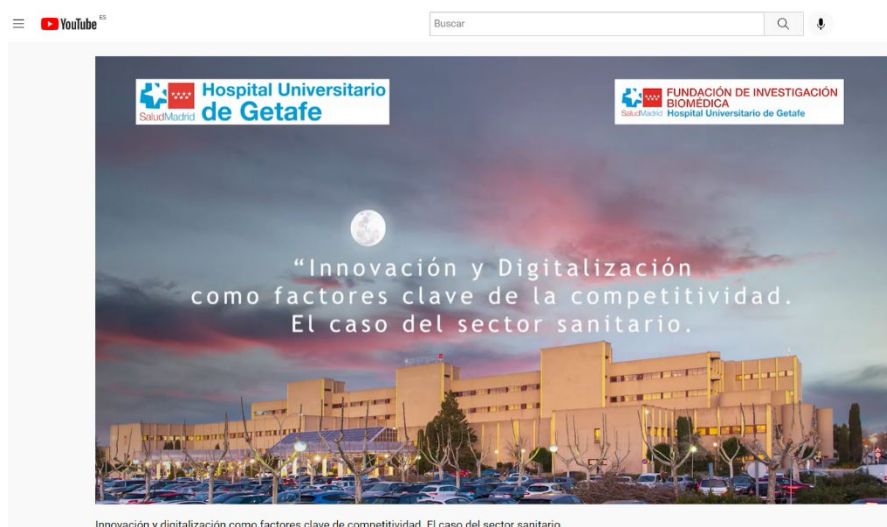 YouTube ES
Buscar
Hospital Universitario
de Getafe
SaludMadrid
FUNDACIÓN DE INVESTIGACIÓN
BIOMÉDICA
Hospital Universitario de Getafe
SaludMadrid
“Innovación y Digitalización
como factores clave de la competitividad.
El caso del sector sanitario.
Innovación y digitalización como factores clave de competitividad. El caso del sector sanitario